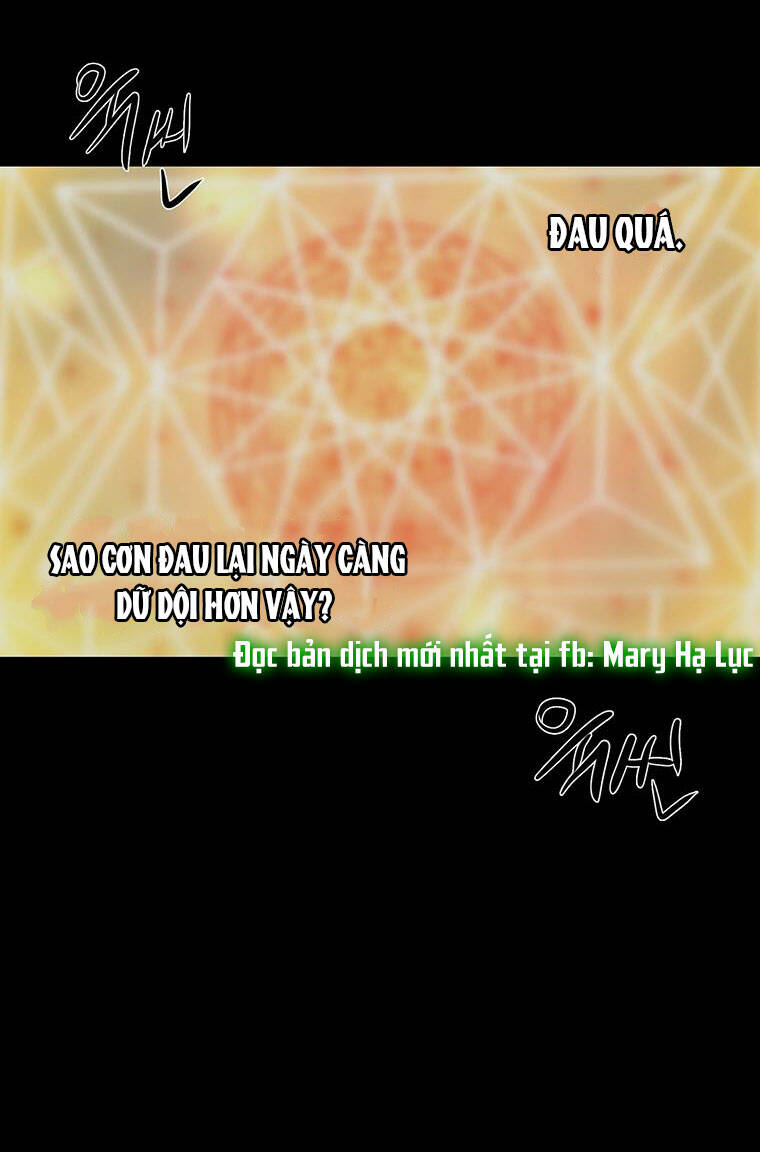 욱씬
ĐAU QUÁ.
SAO CƠN ĐAU LẠI NGÀY CÀNG
DỮ DỘI HƠN VẬY?
Đọc bản dịch mới nhất tại fb: Mary Hạ Lục
욱씬